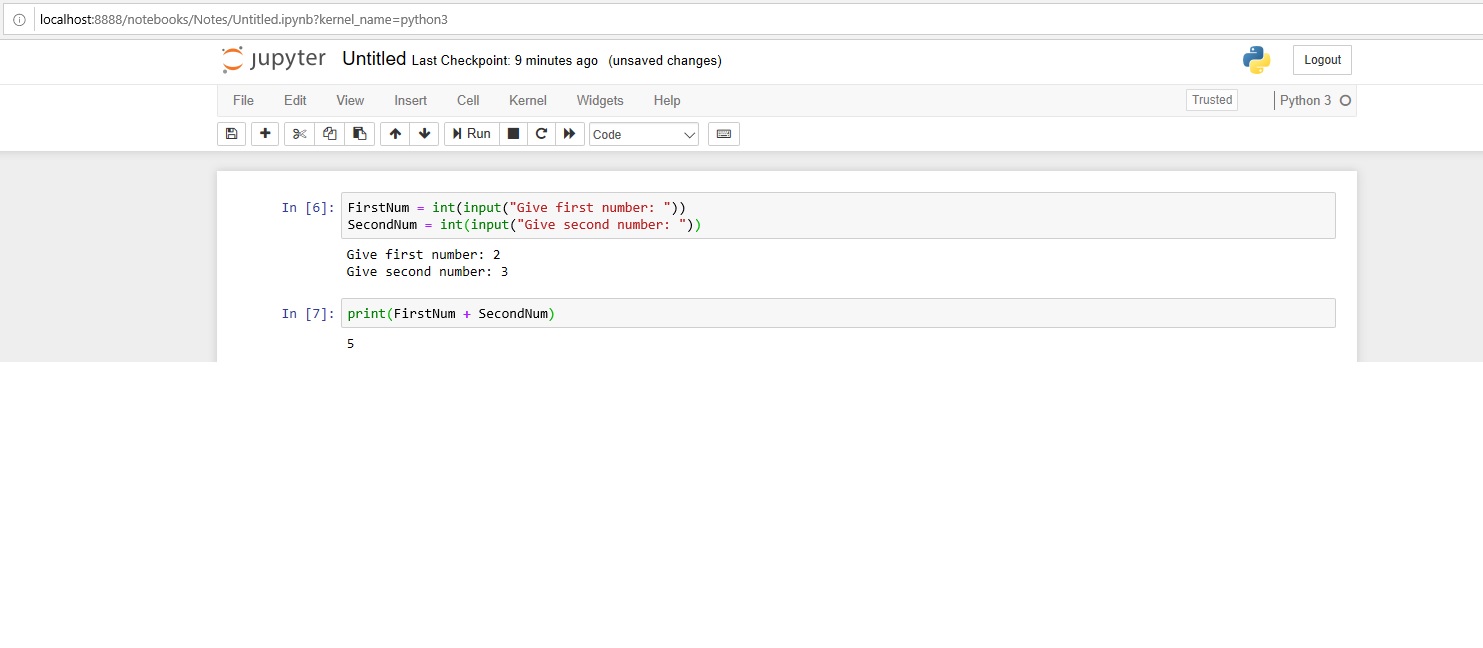 localhost:8888/notebooks/Notes/Untitled.ipynb?kernel_name=python3
jupyter Untitled Last Checkpoint: 9 minutes ago (unsaved changes) Logout
File Edit View Insert Cell Kernel Widgets Help Trusted Python 3
Run Code
In [6]: FirstNum = int(input("Give first number: "))
SecondNum = int(input("Give second number: "))
Give first number: 2
Give second number: 3
In [7]: print(FirstNum + SecondNum)
5